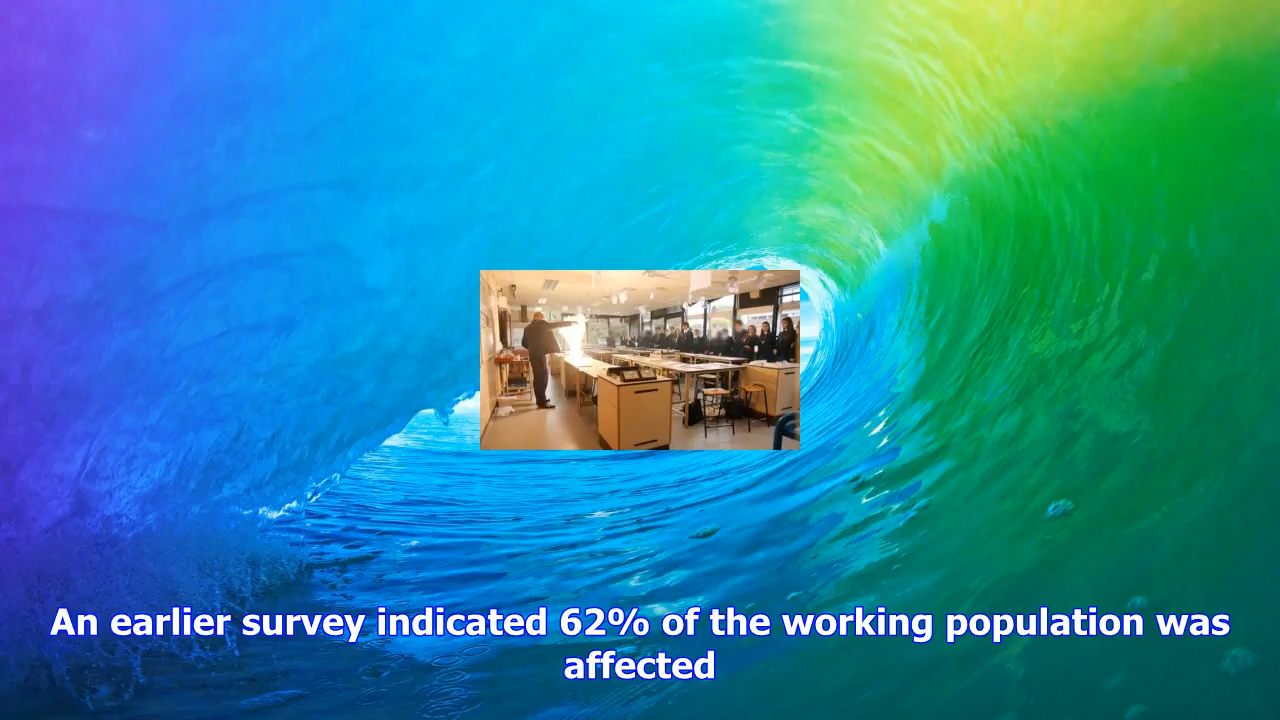 An earlier survey indicated 62% of the working population was
affected